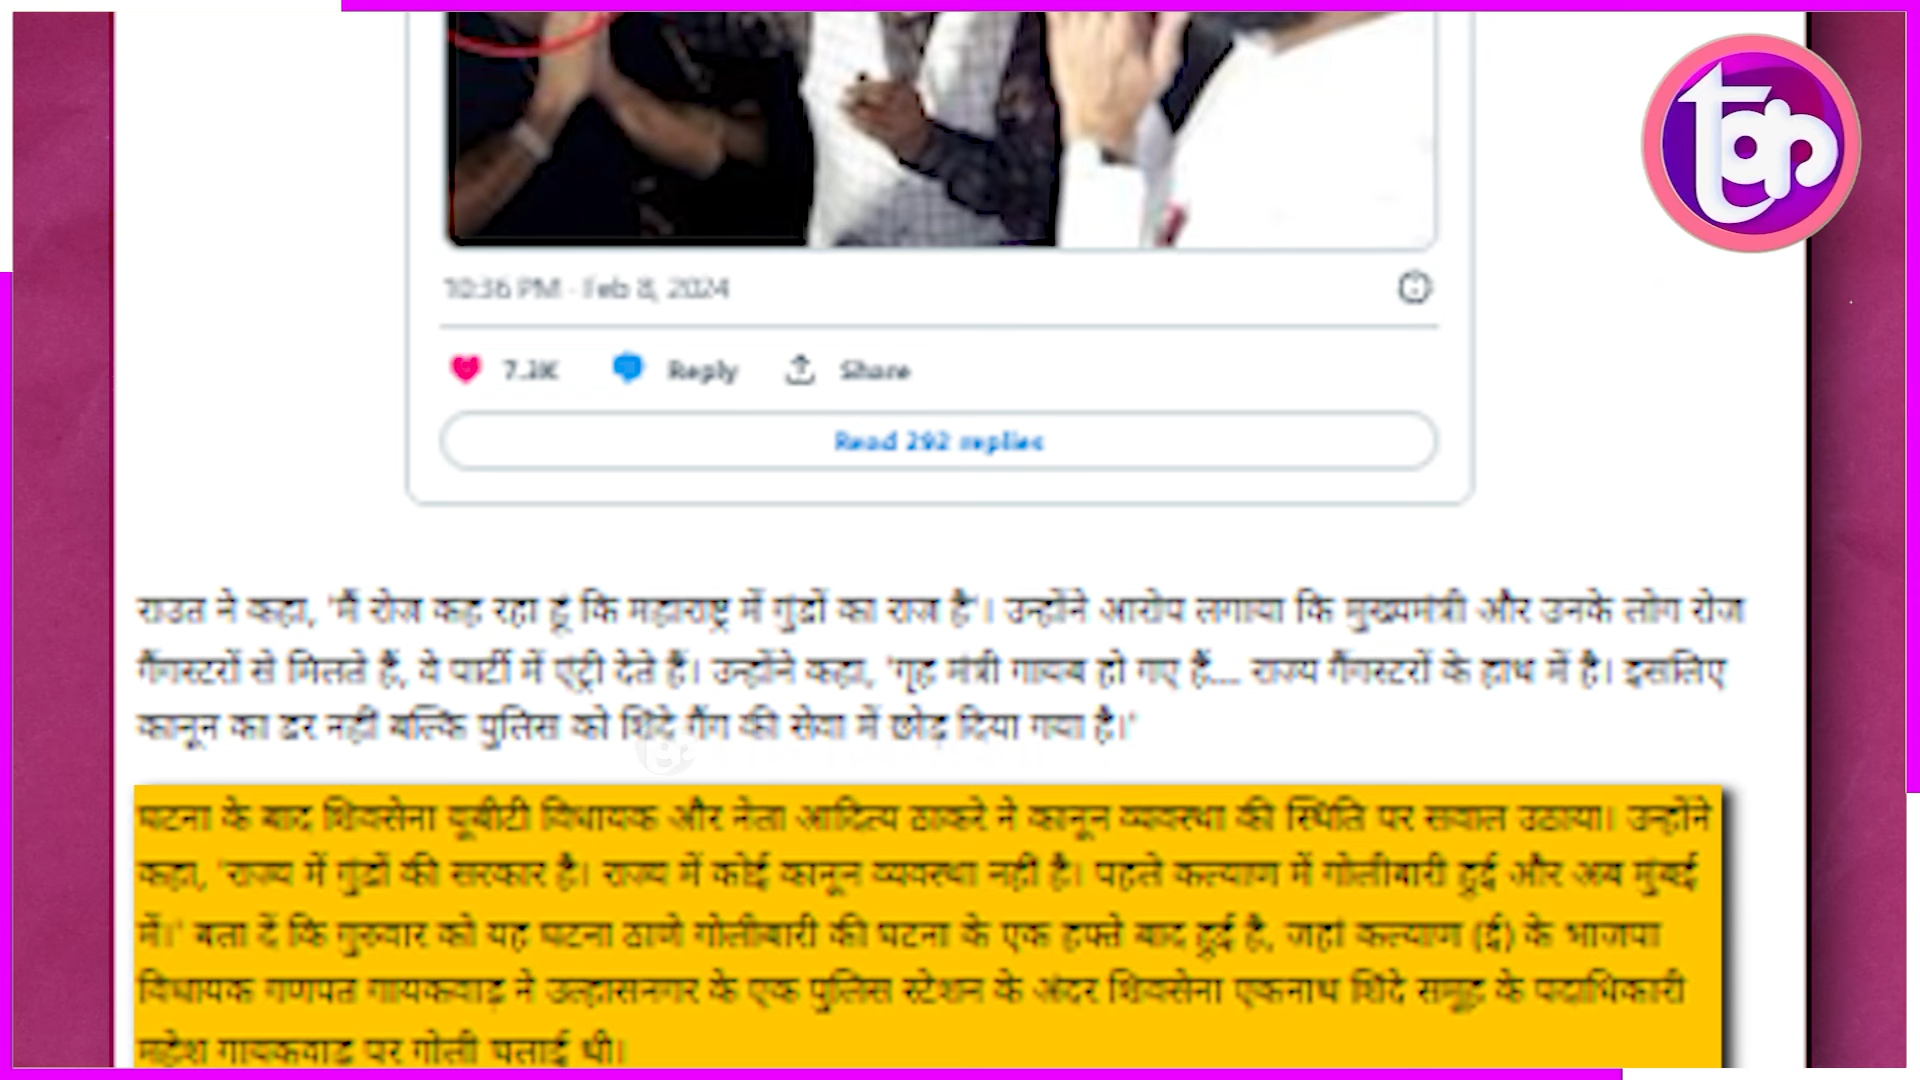 top
10:36 PM · Feb 8, 2024
Reply Share
Read 292 replies
राउत ने कहा, 'मैं रोज कह रहा हूं कि महाराष्ट्र में गुंडों का राज है'। उन्होंने आरोप लगाया कि मुख्यमंत्री और उनके लोग रोज
गैंगस्टरों से मिलते हैं, वे पार्टी में एंट्री देते हैं। उन्होंने कहा, 'गृह मंत्री गायब हो गए हैं... राज्य गैंगस्टरों के हाथ में है। इसलिए
कानून का डर नहीं बल्कि पुलिस को शिंदे गैंग की सेवा में छोड़ दिया गया है।'
घटना के बाद शिवसेना यूबीटी विधायक और नेता आदित्य ठाकरे ने कानून व्यवस्था की स्थिति पर सवाल उठाया। उन्होंने
कहा, 'राज्य में गुंडों की सरकार है। राज्य में कोई कानून व्यवस्था नहीं है। पहले कल्याण में गोलीबारी हुई और अब मुंबई
में।' बता दें कि गुरुवार को यह घटना ठाणे गोलीबारी की घटना के एक हफ्ते बाद हुई है, जहां कल्याण (ई) के भाजपा
विधायक गणपत गायकवाड़ ने उल्हासनगर के एक पुलिस स्टेशन के अंदर शिवसेना एकनाथ शिंदे समूह के पदाधिकारी
महेश गायकवाड पर गोली चलाई थी।